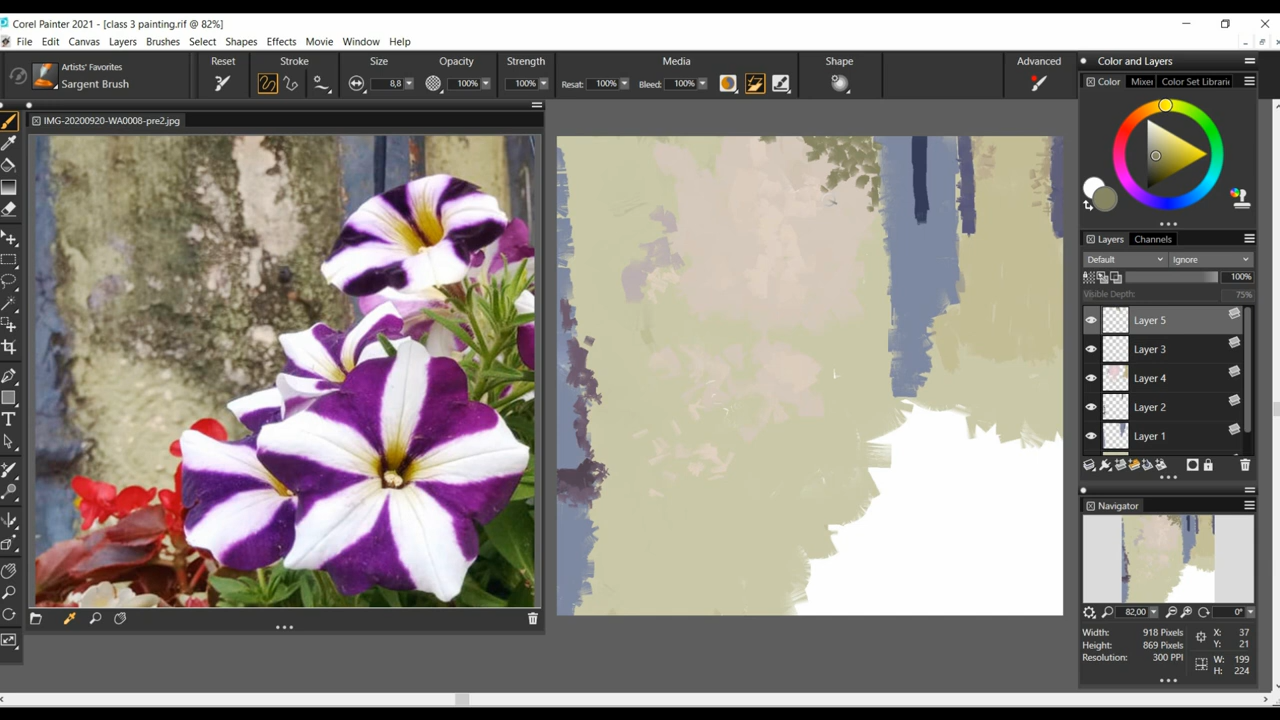 Corel Painter 2021 - [class 3 painting.rif @ 82%]
File Edit Canvas Layers Brushes Select Shapes Effects Movie Window Help
Artists' Favorites
Sargent Brush
Reset
Stroke
Size
8,8
Opacity
100%
Strength
100%
Media
Resat: 100%
Bleed: 100%
Shape
Advanced
IMG-20200920-WA0008-pre2.jpg
Color and Layers
Color Mixer Color Set Librarie
Layers Channels
Default Ignore
100%
Visible Depth: 75%
Layer 5
Layer 3
Layer 4
Layer 2
Layer 1
Navigator
82,00 0°
Width: 918 Pixels
Height: 869 Pixels
Resolution: 300 PPI
X: 37
Y: 21
W: 199
H: 224